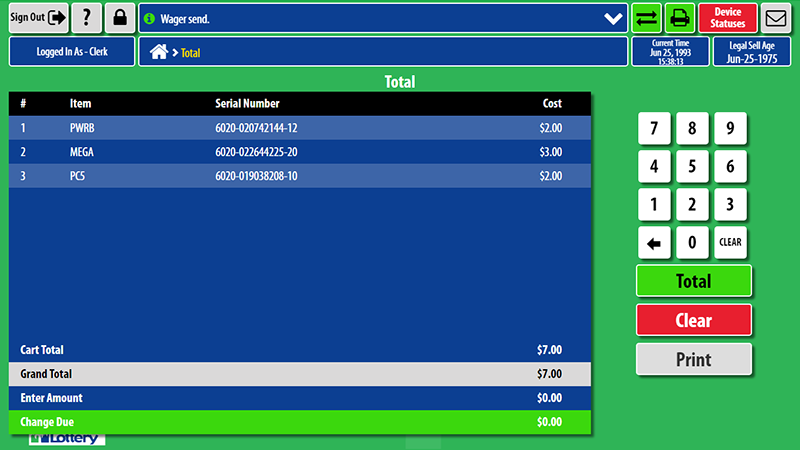 Sign Out
?
Wager send.
Device
Statuses
Logged In As - Clerk
> Total
Current Time
Jun 25, 1993
15:38:13
Legal Sell Age
Jun-25-1975
Total
# Item Serial Number Cost
1 PWRB 6020-020742144-12 $2.00
2 MEGA 6020-022644225-20 $3.00
3 PC5 6020-019038208-10 $2.00
Cart Total $7.00
Grand Total $7.00
Enter Amount $0.00
Change Due $0.00
7 8 9
4 5 6
1 2 3
0 CLEAR
Total
Clear
Print
Lottery